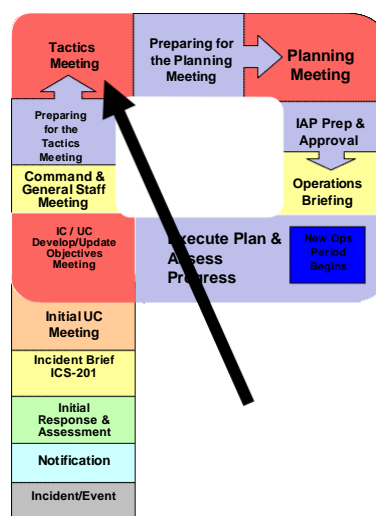 Tactics
Meeting
Preparing for
the Planning
Meeting
Planning
Meeting
Preparing
for the
Tactics
Meeting
IAP Prep &
Approval
Command &
General Staff
Meeting
Operations
Briefing
IC / UC
Develop/Update
Objectives
Meeting
Execute Plan &
Assess
Progress
New Ops
Period
Begins
Initial UC
Meeting
Incident Brief
ICS-201
Initial
Response &
Assessment
Notification
Incident/Event